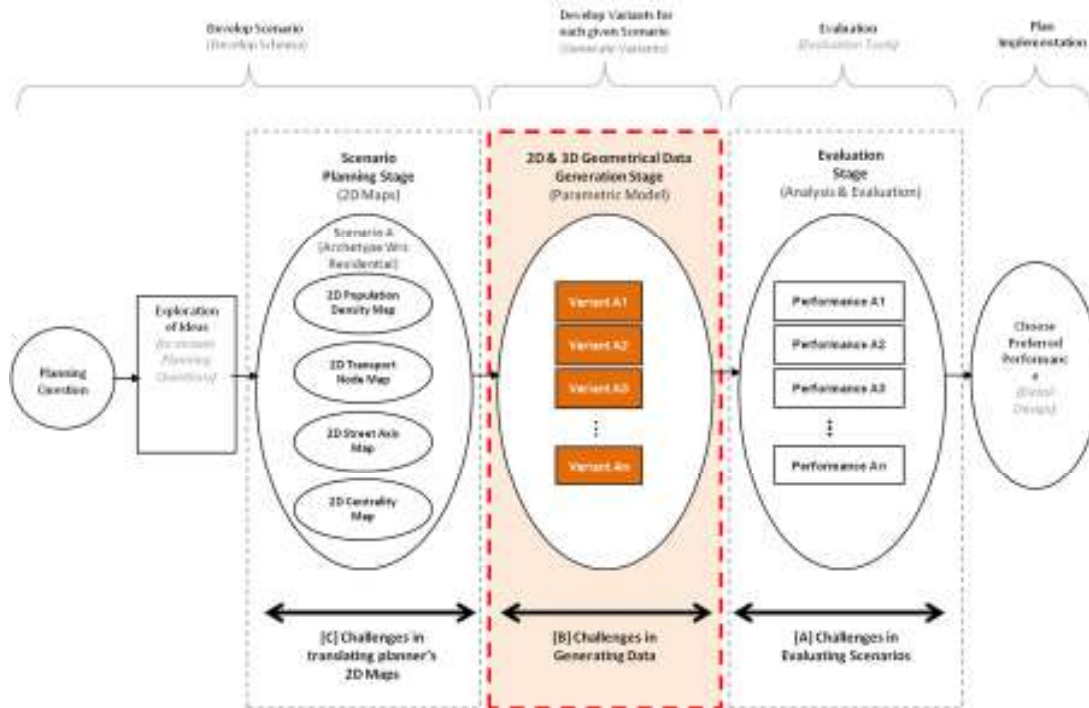 Develop Scenario
(Develop Schema)
Develop Variants for
each given Scenario
(Generate Variants)
Evaluation
(Evaluation Tools)
Plan
Implementation
Scenario
Planning Stage
(2D Maps)
2D & 3D Geometrical Data
Generation Stage
(Parametric Model)
Evaluation
Stage
(Analysis & Evaluation)
Planning
Question
Exploration
of Ideas
Planning
Questions)
Scenario A
Residential)
2D Population
Density Map
2D Transport
Node Map
2D Street Axis
Map
2D Centrality
Map
Variant A1
Variant A2
Variant A3
Variant An
Performance A1
Performance A2
Performance A3
Performance An
Choose
Preferred
Performanc
e
Design)
[C] Challenges in
translating planner's
2D Maps
[B] Challenges in
Generating Data
[A] Challenges in
Evaluating Scenarios